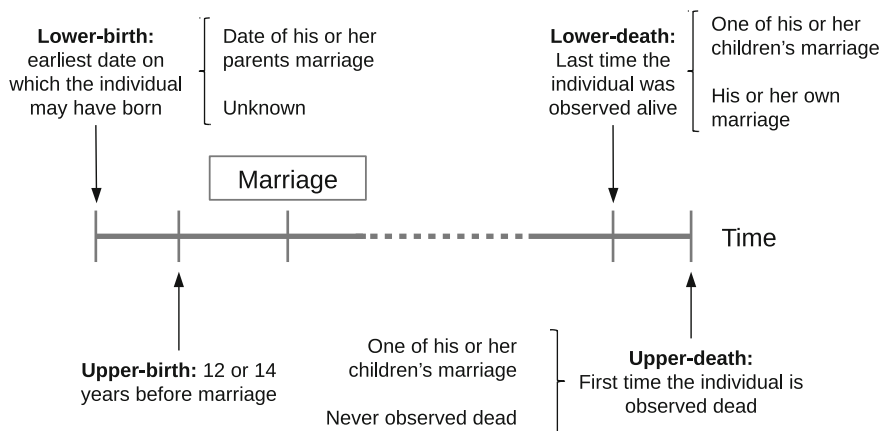 Lower-birth:
earliest date on
which the individual
may have born
Date of his or her
parents marriage
Unknown
Lower-death:
Last time the
individual was
observed alive
One of his or her
children’s marriage
His or her own
marriage
Marriage
Time
Upper-birth: 12 or 14
years before marriage
One of his or her
children’s marriage
Never observed dead
Upper-death:
First time the individual is
observed dead